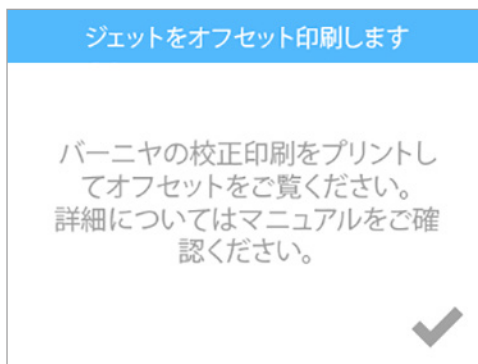 ジェットをオフセット印刷します
バーニヤの校正印刷をプリントし
てオフセットをご覧ください。
詳細についてはマニュアルをご確
認ください。